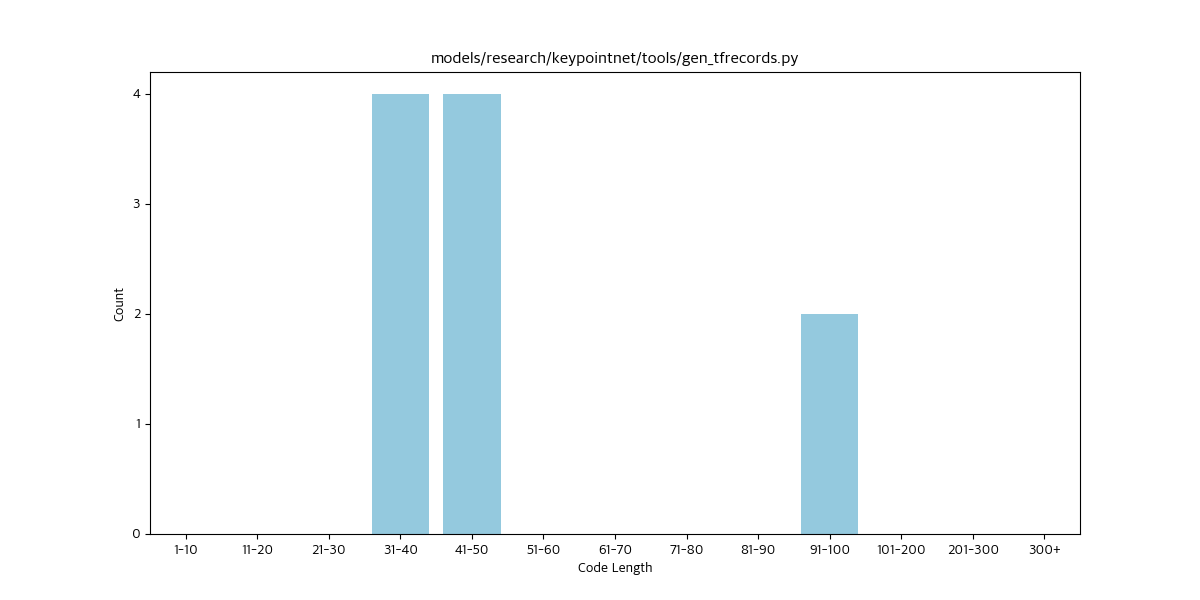 models/research/keypointnet/tools/gen_tfrecords.py
4
3
2
1
0
Count
1-10 11-20 21-30 31-40 41-50 51-60 61-70 71-80 81-90 91-100 101-200 201-300 300+
Code Length